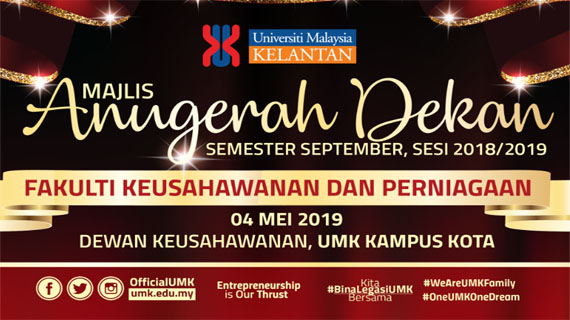 Universiti Malaysia
KELANTAN
MAJLIS
Anugerah Dekan
SEMESTER SEPTEMBER, SESI 2018/2019
FAKULTI KEUSAHAWANAN DAN PERNIAGAAN
04 MEI 2019
DEWAN KEUSAHAWANAN, UMK KAMPUS KOTA
OfficialUMK
umk.edu.my
Entrepreneurship
is Our Thrust
Kita
#BinaLegasiUMK
Bersama
#WeAreUMKFamily
#OneUMKOneDream